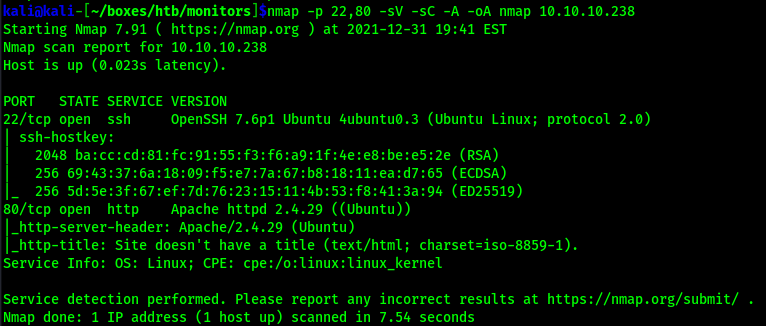 kali@kali-[~/boxes/htb/monitors]$nmap -p 22,80 -sV -sC -A -oA nmap 10.10.10.238
Starting Nmap 7.91 ( https://nmap.org ) at 2021-12-31 19:41 EST
Nmap scan report for 10.10.10.238
Host is up (0.023s latency).

PORT   STATE SERVICE VERSION
22/tcp open  ssh     OpenSSH 7.6p1 Ubuntu 4ubuntu0.3 (Ubuntu Linux; protocol 2.0)
| ssh-hostkey:
|   2048 ba:cc:cd:81:fc:91:55:f3:f6:a9:1f:4e:e8:be:e5:2e (RSA)
|   256 69:43:37:6a:18:09:f5:e7:7a:67:b8:18:11:ea:d7:65 (ECDSA)
|_  256 5d:5e:3f:67:ef:7d:76:23:15:11:4b:53:f8:41:3a:94 (ED25519)
80/tcp open  http    Apache httpd 2.4.29 ((Ubuntu))
|_http-server-header: Apache/2.4.29 (Ubuntu)
|_http-title: Site doesn't have a title (text/html; charset=iso-8859-1).
Service Info: OS: Linux; CPE: cpe:/o:linux:linux_kernel

Service detection performed. Please report any incorrect results at https://nmap.org/submit/ .
Nmap done: 1 IP address (1 host up) scanned in 7.54 seconds